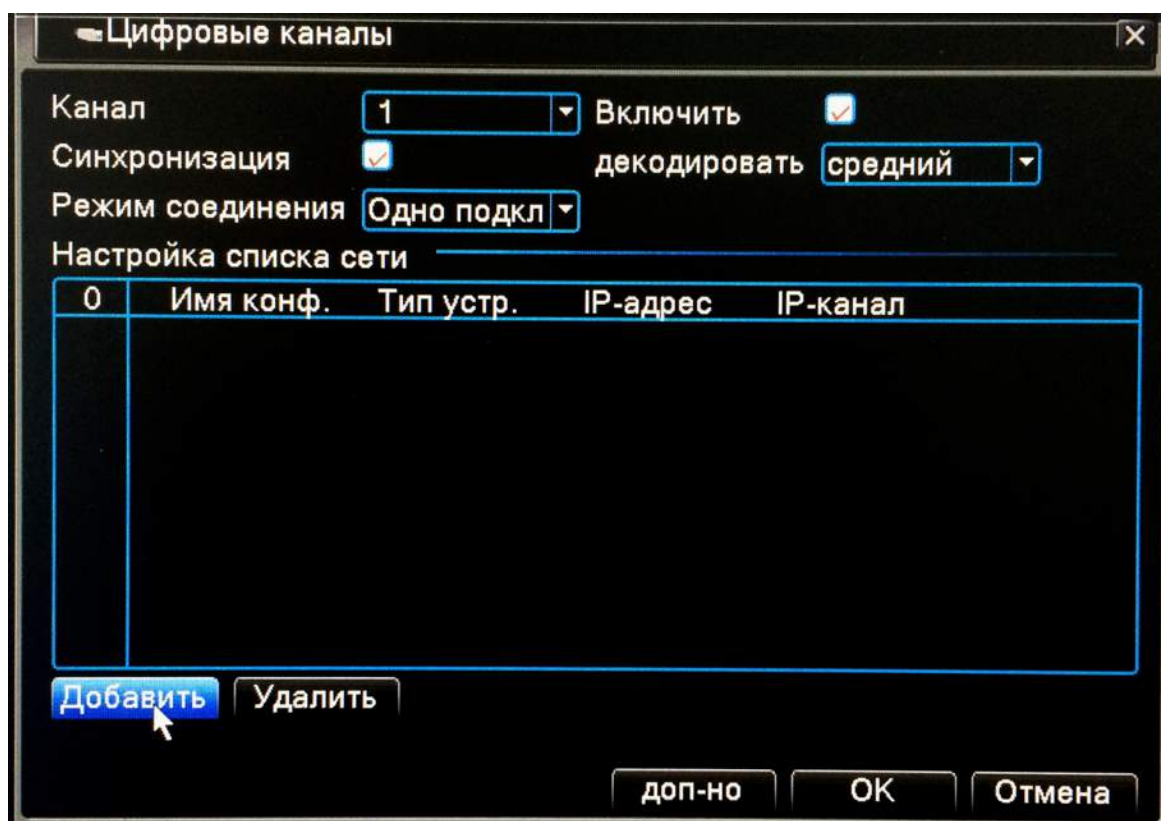 Цифровые каналы
Канал 1 Включить
Синхронизация декодировать средний
Режим соединения Одно подкл
Настройка списка сети
0 Имя конф. Тип устр. IP-адрес IP-канал
Добавить Удалить
доп-но OK Отмена